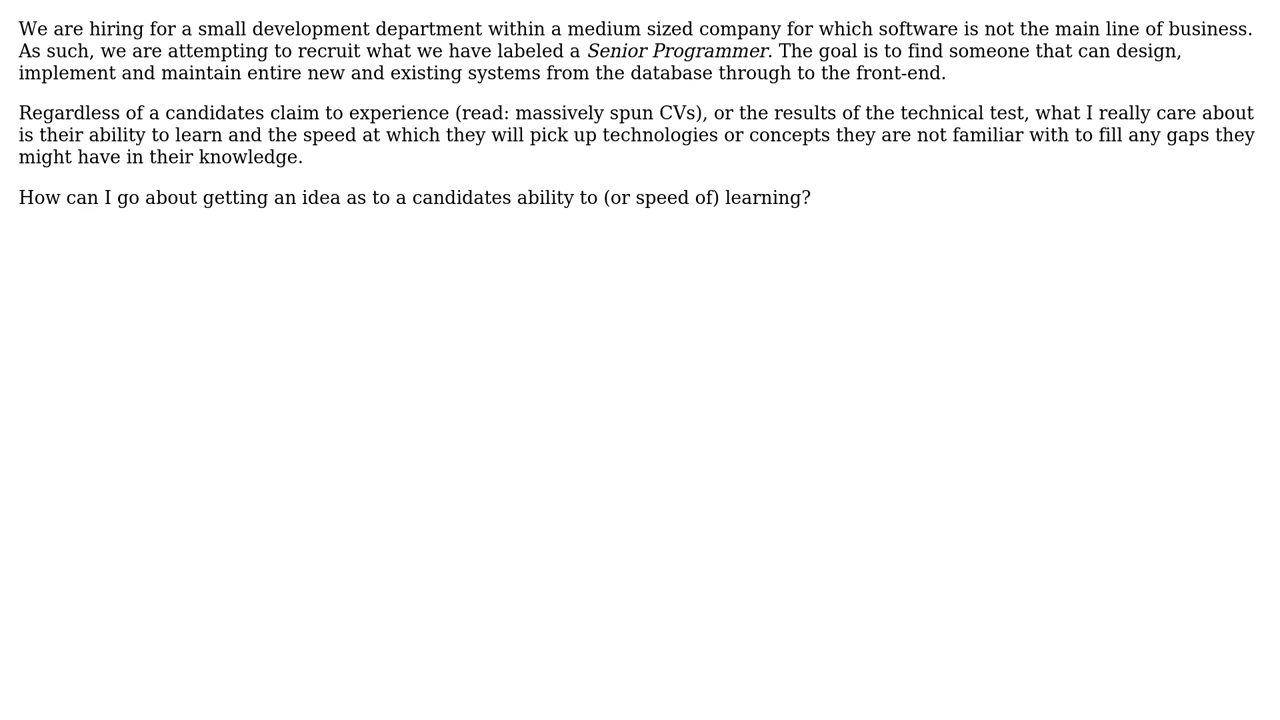 We are hiring for a small development department within a medium sized company for which software is not the main line of business.
As such, we are attempting to recruit what we have labeled a Senior Programmer. The goal is to find someone that can design,
implement and maintain entire new and existing systems from the database through to the front-end.
Regardless of a candidates claim to experience (read: massively spun CVs), or the results of the technical test, what I really care about
is their ability to learn and the speed at which they will pick up technologies or concepts they are not familiar with to fill any gaps they
might have in their knowledge.
How can I go about getting an idea as to a candidates ability to (or speed of) learning?